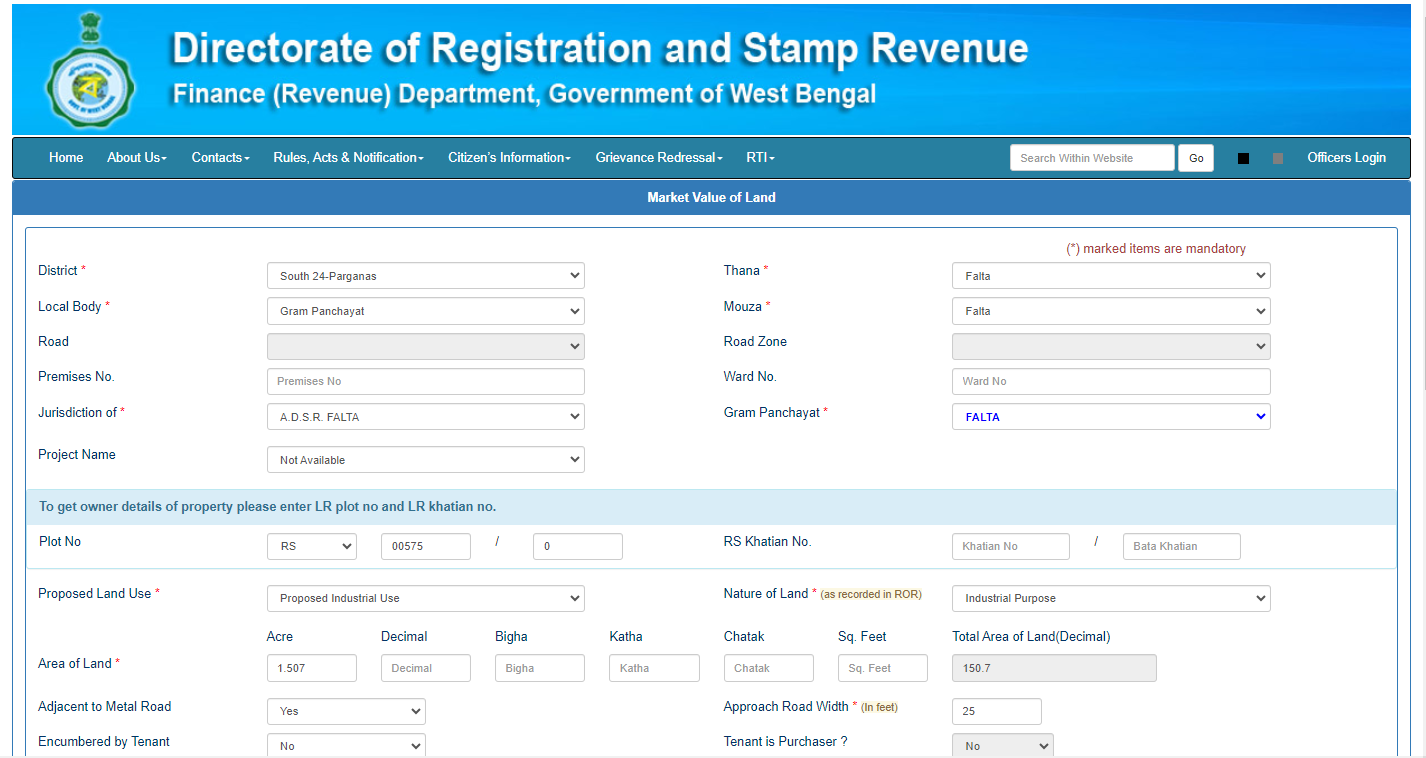 Directorate of Registration and Stamp Revenue
Finance (Revenue) Department, Government of West Bengal
Home About Us Contacts Rules, Acts & Notification Citizen's Information Grievance Redressal RTI Search Within Website Go Officers Login
Market Value of Land
(*) marked items are mandatory
District * South 24-Parganas Thana * Falta
Local Body * Gram Panchayat Mouza * Falta
Road Road Zone
Premises No. Premises No Ward No. Ward No
Jurisdiction of * A.D.S.R. FALTA Gram Panchayat * FALTA
Project Name Not Available
To get owner details of property please enter LR plot no and LR khatian no.
Plot No RS 00575 / 0 RS Khatian No. Khatian No / Bata Khatian
Proposed Land Use * Proposed Industrial Use Nature of Land * (as recorded in ROR) Industrial Purpose
Acre Decimal Bigha Katha Chatak Sq. Feet Total Area of Land(Decimal)
Area of Land * 1.507 Decimal Bigha Katha Chatak Sq. Feet 150.7
Adjacent to Metal Road Yes Approach Road Width * (In feet) 25
Encumbered by Tenant No Tenant is Purchaser ? No